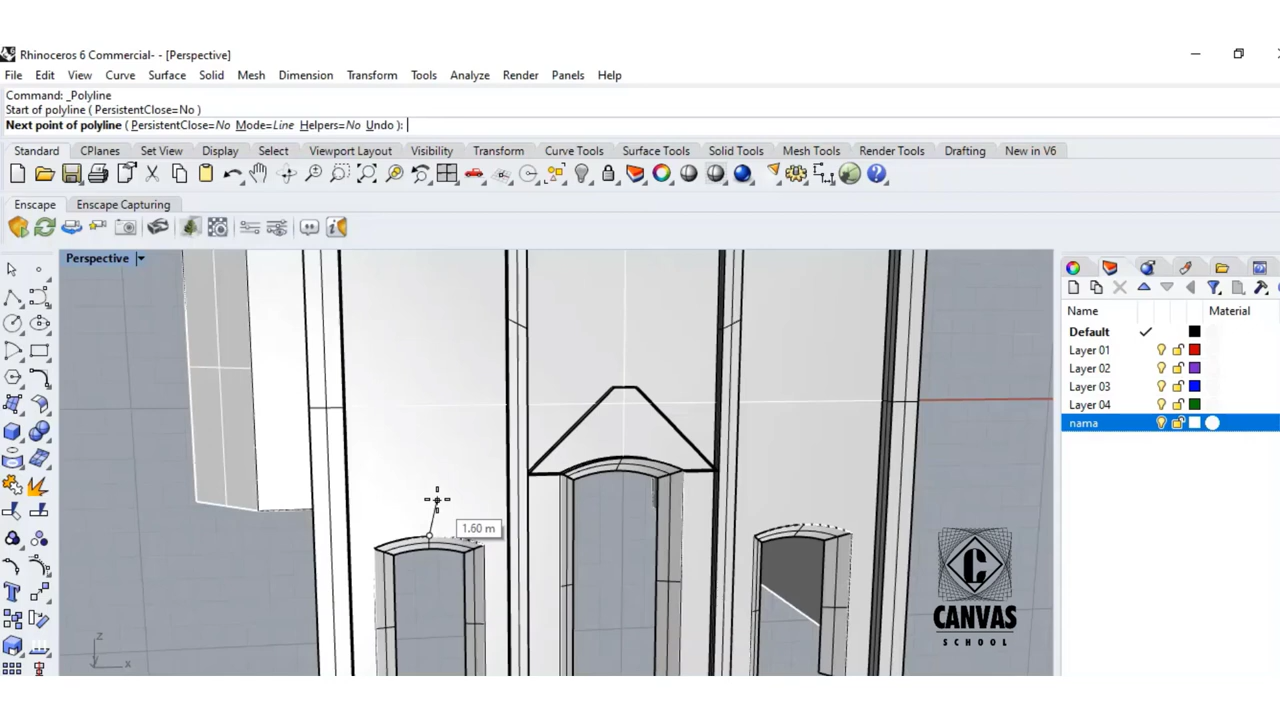 Rhinoceros 6 Commercial- - [Perspective]
File Edit View Curve Surface Solid Mesh Dimension Transform Tools Analyze Render Panels Help
Command: _Polyline
Start of polyline ( PersistentClose=No )
Next point of polyline ( PersistentClose=No Mode=Line Helpers=No Undo ):
Standard CPlanes Set View Display Select Viewport Layout Visibility Transform Curve Tools Surface Tools Solid Tools Mesh Tools Render Tools Drafting New in V6
Enscape Enscape Capturing
Perspective
Name Material
Default
Layer 01
Layer 02
Layer 03
Layer 04
nama
1.60 m
z
x
C
CANVAS
SCHOOL